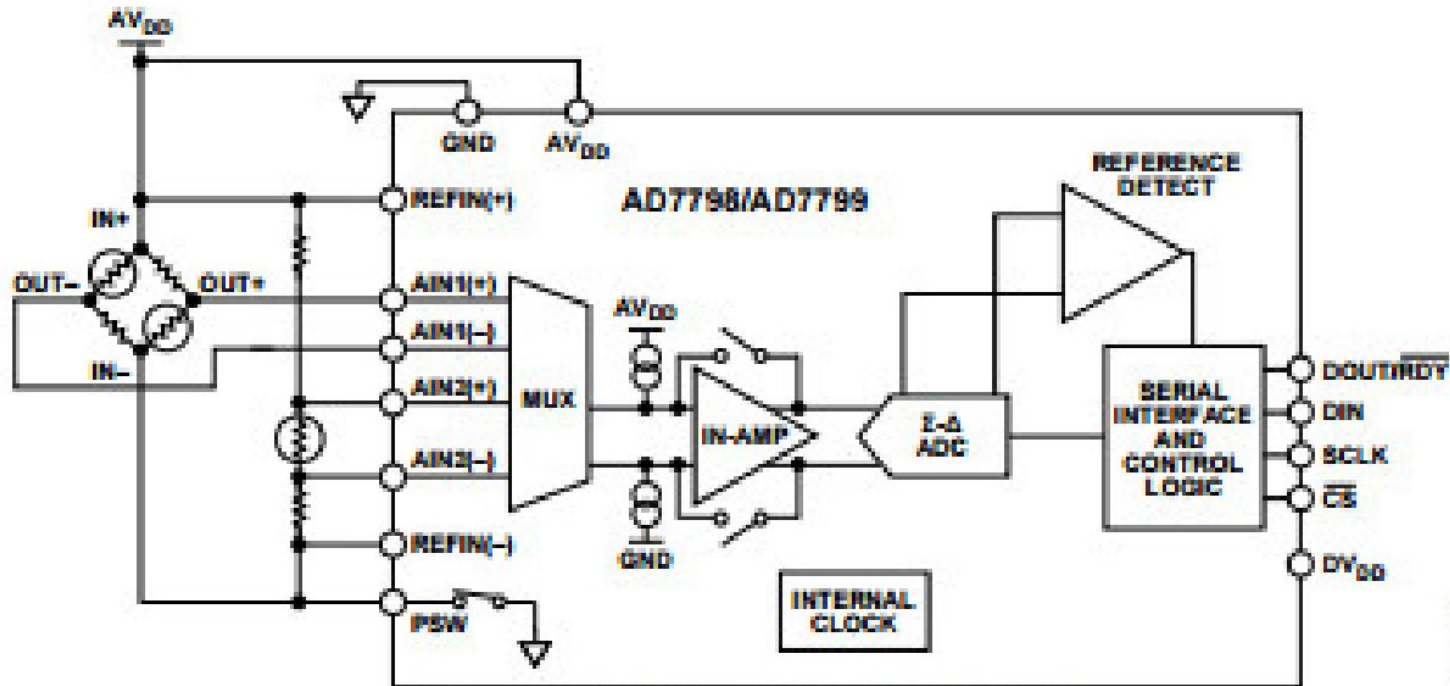 AVDD
GND
AVDD
REFERENCE
DETECT
REFIN(+)
AD7798/AD7799
IN+
OUT–
OUT+
AIN1(+)
AVDD
AIN1(–)
IN–
DOUT/RDY
AIN2(+)
MUX
SERIAL
INTERFACE
AND
CONTROL
LOGIC
DIN
IN-AMP
Σ-Δ
ADC
AIN2(–)
SCLK
CS
REFIN(–)
GND
DVDD
INTERNAL
CLOCK
PSW